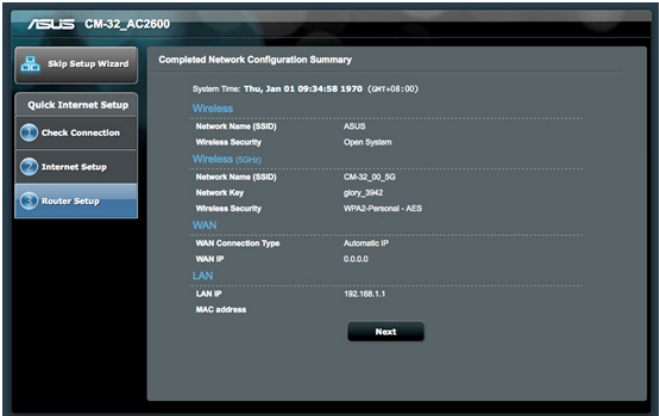 ASUS CM-32_AC2600
Skip Setup Wizard
Quick Internet Setup
1 Check Connection
2 Internet Setup
3 Router Setup
Completed Network Configuration Summary
System Time: Thu, Jan 01 09:34:58 1970 (GMT+08:00)
Wireless
Network Name (SSID) ASUS
Wireless Security Open System
Wireless (5GHz)
Network Name (SSID) CM-32_00_5G
Network Key glory_3942
Wireless Security WPA2-Personal - AES
WAN
WAN Connection Type Automatic IP
WAN IP 0.0.0.0
LAN
LAN IP 192.168.1.1
MAC address
Next